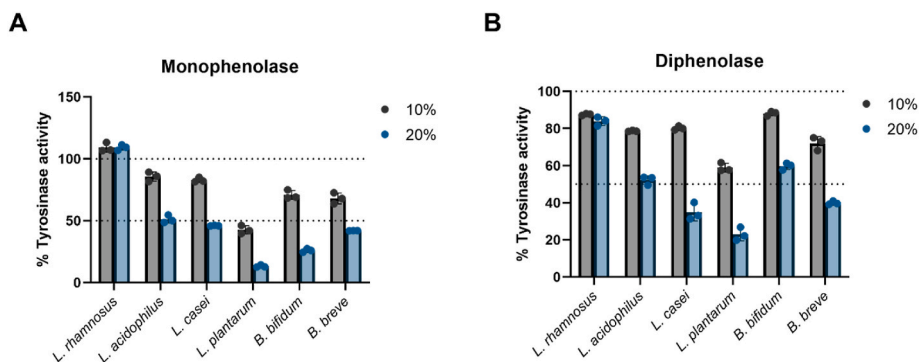 A
Monophenolase
% Tyrosinase activity
150
100
50
0
L. rhamnosus
L. acidophilus
L. casei
L. plantarum
B. bifidum
B. breve
10%
20%
B
Diphenolase
% Tyrosinase activity
100
80
60
40
20
0
L. rhamnosus
L. acidophilus
L. casei
L. plantarum
B. bifidum
B. breve
10%
20%